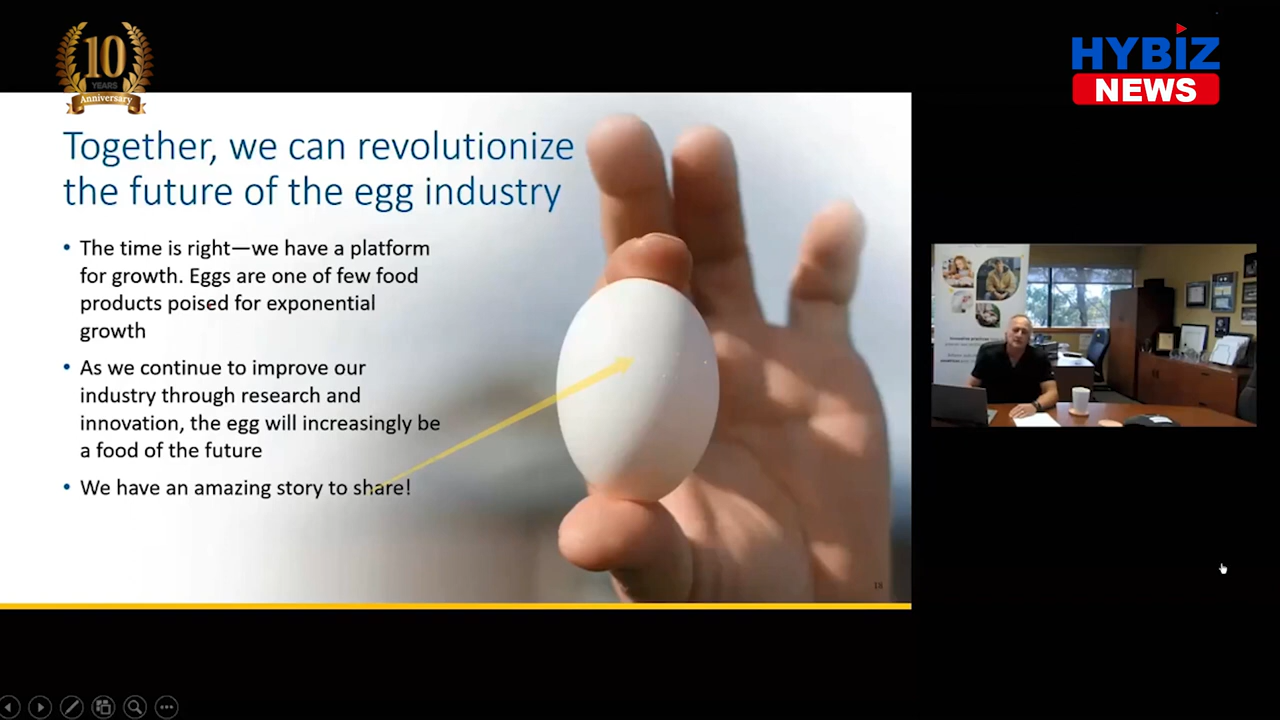 10
YEARS
Anniversary
HYBIZ
NEWS
Together, we can revolutionize
the future of the egg industry
• The time is right—we have a platform
for growth. Eggs are one of few food
products poised for exponential
growth
• As we continue to improve our
industry through research and
innovation, the egg will increasingly be
a food of the future
• We have an amazing story to share!
18